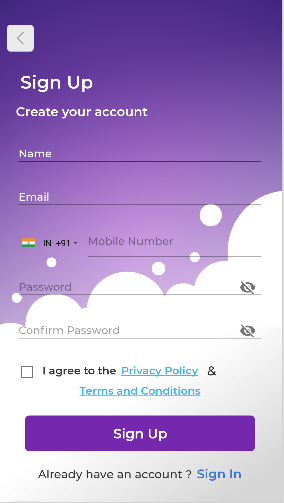 Sign Up
Create your account
Name
Email
IN +91 Mobile Number
Password
Confirm Password
I agree to the Privacy Policy &
Terms and Conditions
Sign Up
Already have an account ? Sign In